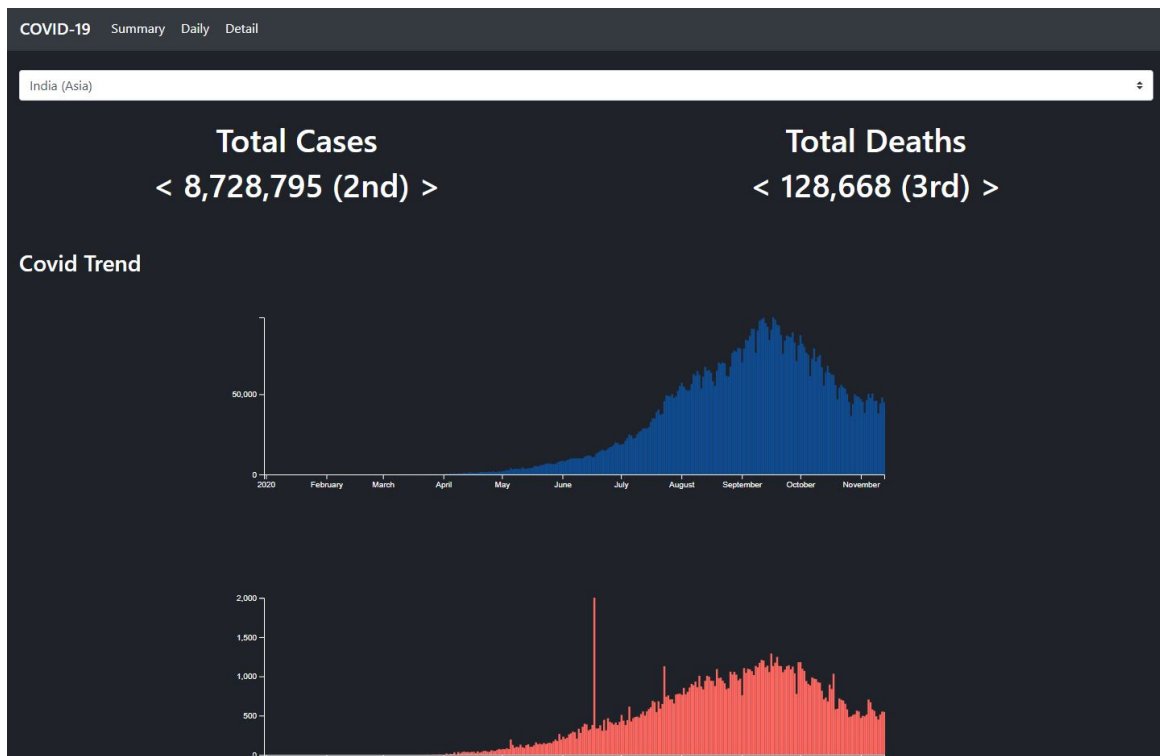 COVID-19 Summary Daily Detail
India (Asia)
Total Cases
< 8,728,795 (2nd) >
Total Deaths
< 128,668 (3rd) >
Covid Trend
50,000
0
2020 February March April May June July August September October November
2,000
1,500
1,000
500
0